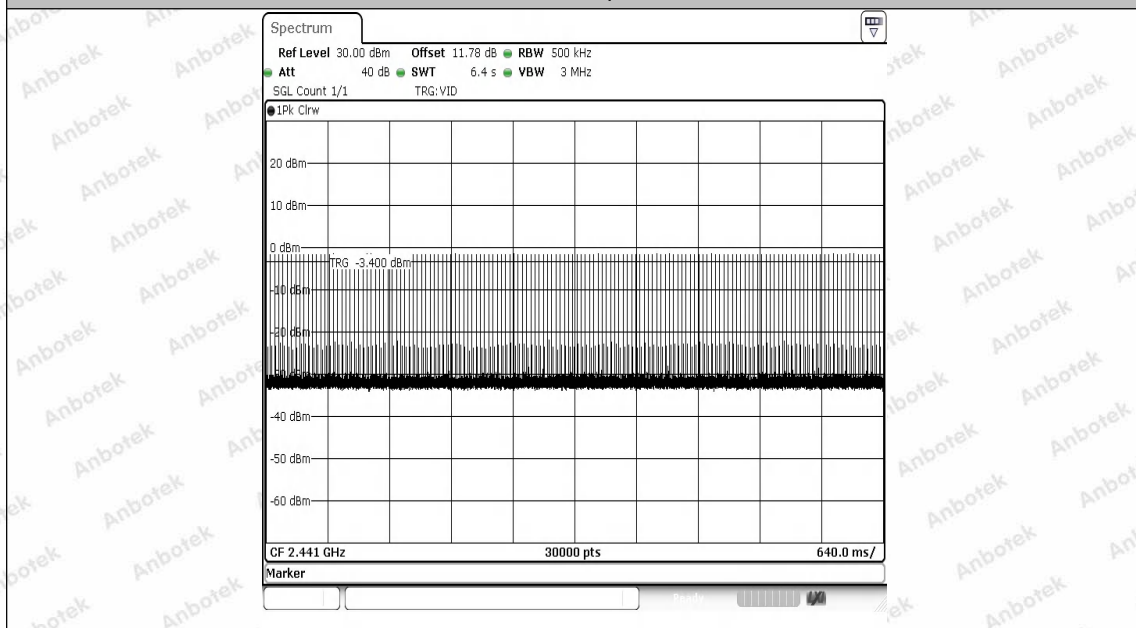 Spectrum
Ref Level 30.00 dBm Offset 11.78 dB RBW 500 kHz
Att 40 dB SWT 6.4 s VBW 3 MHz
SGL Count 1/1 TRG: VID
1Pk Clrw
20 dBm
10 dBm
0 dBm
TRG -3.400 dBm
-10 dBm
-20 dBm
-40 dBm
-50 dBm
-60 dBm
CF 2.441 GHz 30000 pts 640.0 ms/
Marker
Ready
Anbotek